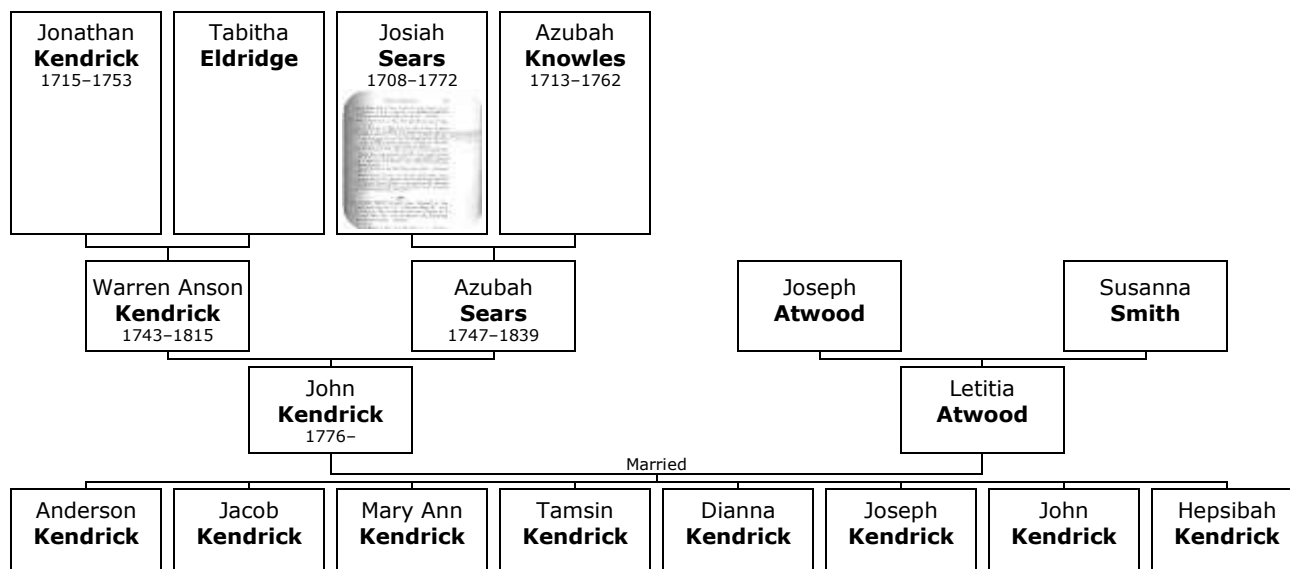 Jonathan
Kendrick
1715–1753
Tabitha
Eldridge
Josiah
Sears
1708–1772
Azubah
Knowles
1713–1762
Warren Anson
Kendrick
1743–1815
Azubah
Sears
1747–1839
Joseph
Atwood
Susanna
Smith
John
Kendrick
1776–
Letitia
Atwood
Married
Anderson
Kendrick
Jacob
Kendrick
Mary Ann
Kendrick
Tamsin
Kendrick
Dianna
Kendrick
Joseph
Kendrick
John
Kendrick
Hepsibah
Kendrick